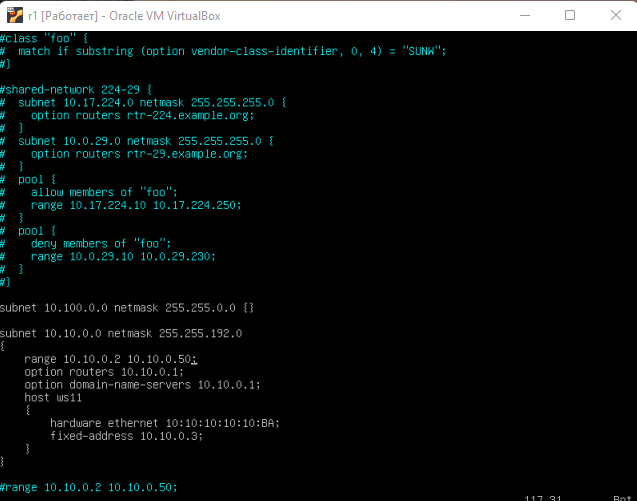 r1 [Работает] - Oracle VM VirtualBox
#class "foo" {
#  match if substring (option vendor-class-identifier, 0, 4) = "SUNW";
#}
#shared-network 224-29 {
#  subnet 10.17.224.0 netmask 255.255.255.0 {
#    option routers rtr-224.example.org;
#  }
#  subnet 10.0.29.0 netmask 255.255.255.0 {
#    option routers rtr-29.example.org;
#  }
#  pool {
#    allow members of "foo";
#    range 10.17.224.10 10.17.224.250;
#  }
#  pool {
#    deny members of "foo";
#    range 10.0.29.10 10.0.29.230;
#  }
#}
subnet 10.100.0.0 netmask 255.255.0.0 {}
subnet 10.10.0.0 netmask 255.255.192.0
{
    range 10.10.0.2 10.10.0.50;
    option routers 10.10.0.1;
    option domain-name-servers 10.10.0.1;
    host ws11
    {
        hardware ethernet 10:10:10:10:10:BA;
        fixed-address 10.10.0.3;
    }
}
#range 10.10.0.2 10.10.0.50;
117,31 Bot